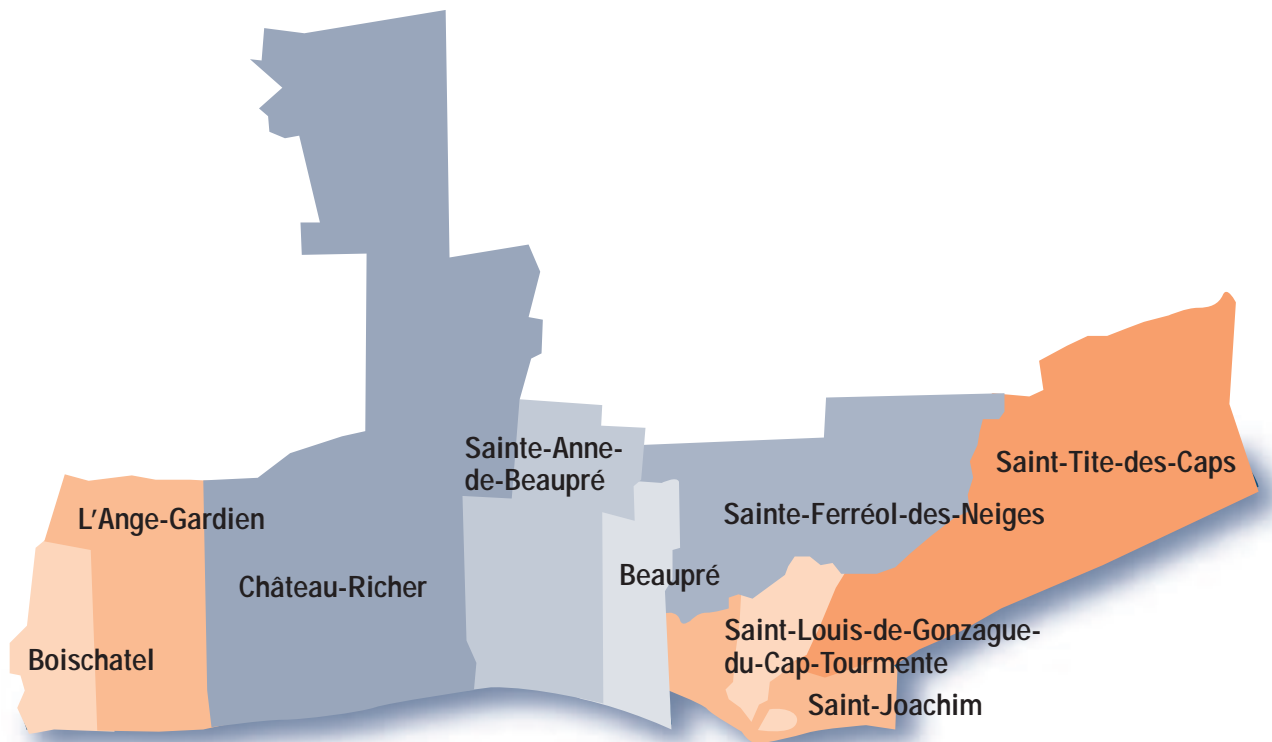 Sainte-Anne-
de-Beaupré
Saint-Tite-des-Caps
L'Ange-Gardien
Sainte-Ferréol-des-Neiges
Château-Richer
Beaupré
Boischatel
Saint-Louis-de-Gonzague-
du-Cap-Tourmente
Saint-Joachim